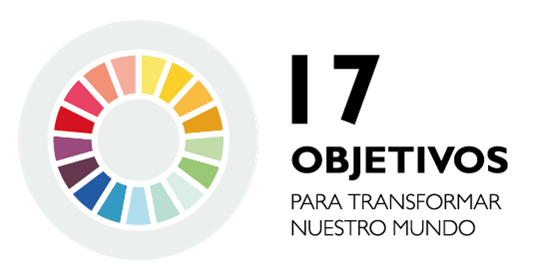 17
OBJETIVOS
PARA TRANSFORMAR
NUESTRO MUNDO